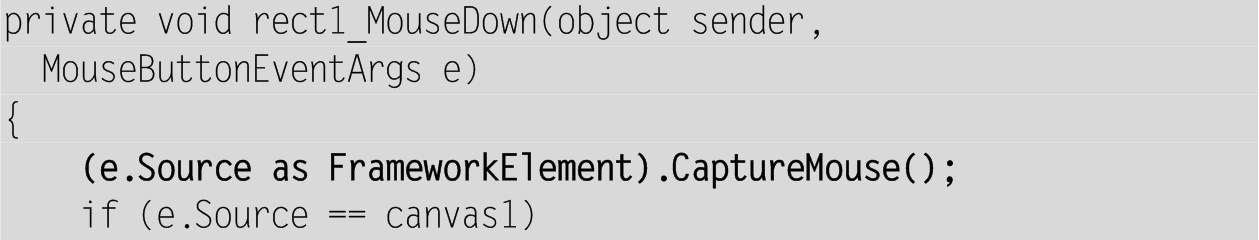 private void rect1_MouseDown(object sender,
  MouseButtonEventArgs e)
{
    (e.Source as FrameworkElement).CaptureMouse();
    if (e.Source == canvas1)